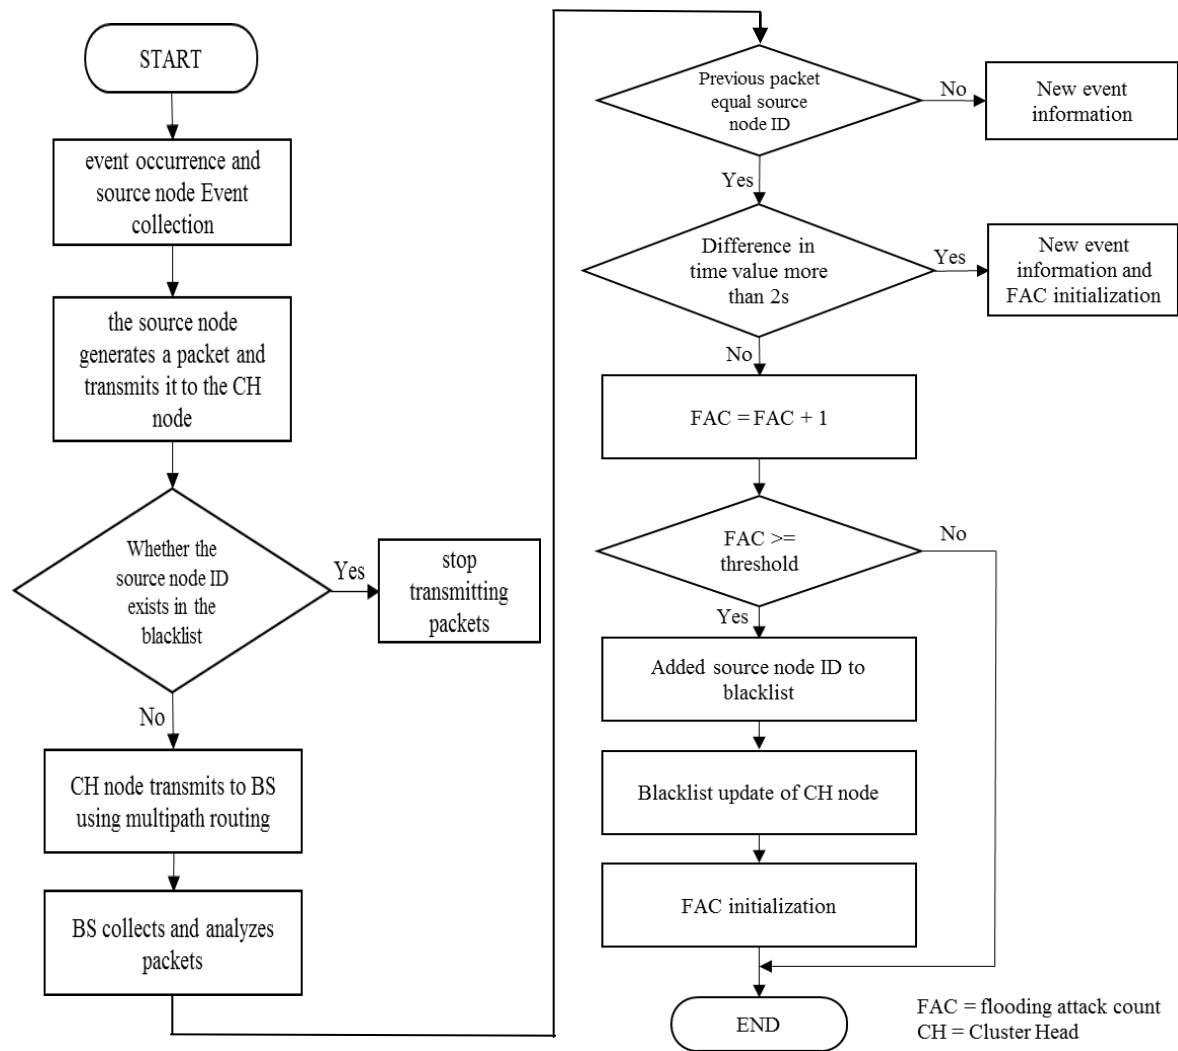 START
event occurrence and
source node Event
collection
the source node
generates a packet and
transmits it to the CH
node
Whether the
source node ID
exists in the
blacklist
Yes
stop
transmitting
packets
No
CH node transmits to BS
using multipath routing
BS collects and analyzes
packets
Previous packet
equal source
node ID
No
New event
information
Yes
Difference in
time value more
than 2s
Yes
New event
information and
FAC initialization
No
FAC = FAC + 1
FAC >=
threshold
No
Yes
Added source node ID to
blacklist
Blacklist update of CH node
FAC initialization
END
FAC = flooding attack count
CH = Cluster Head